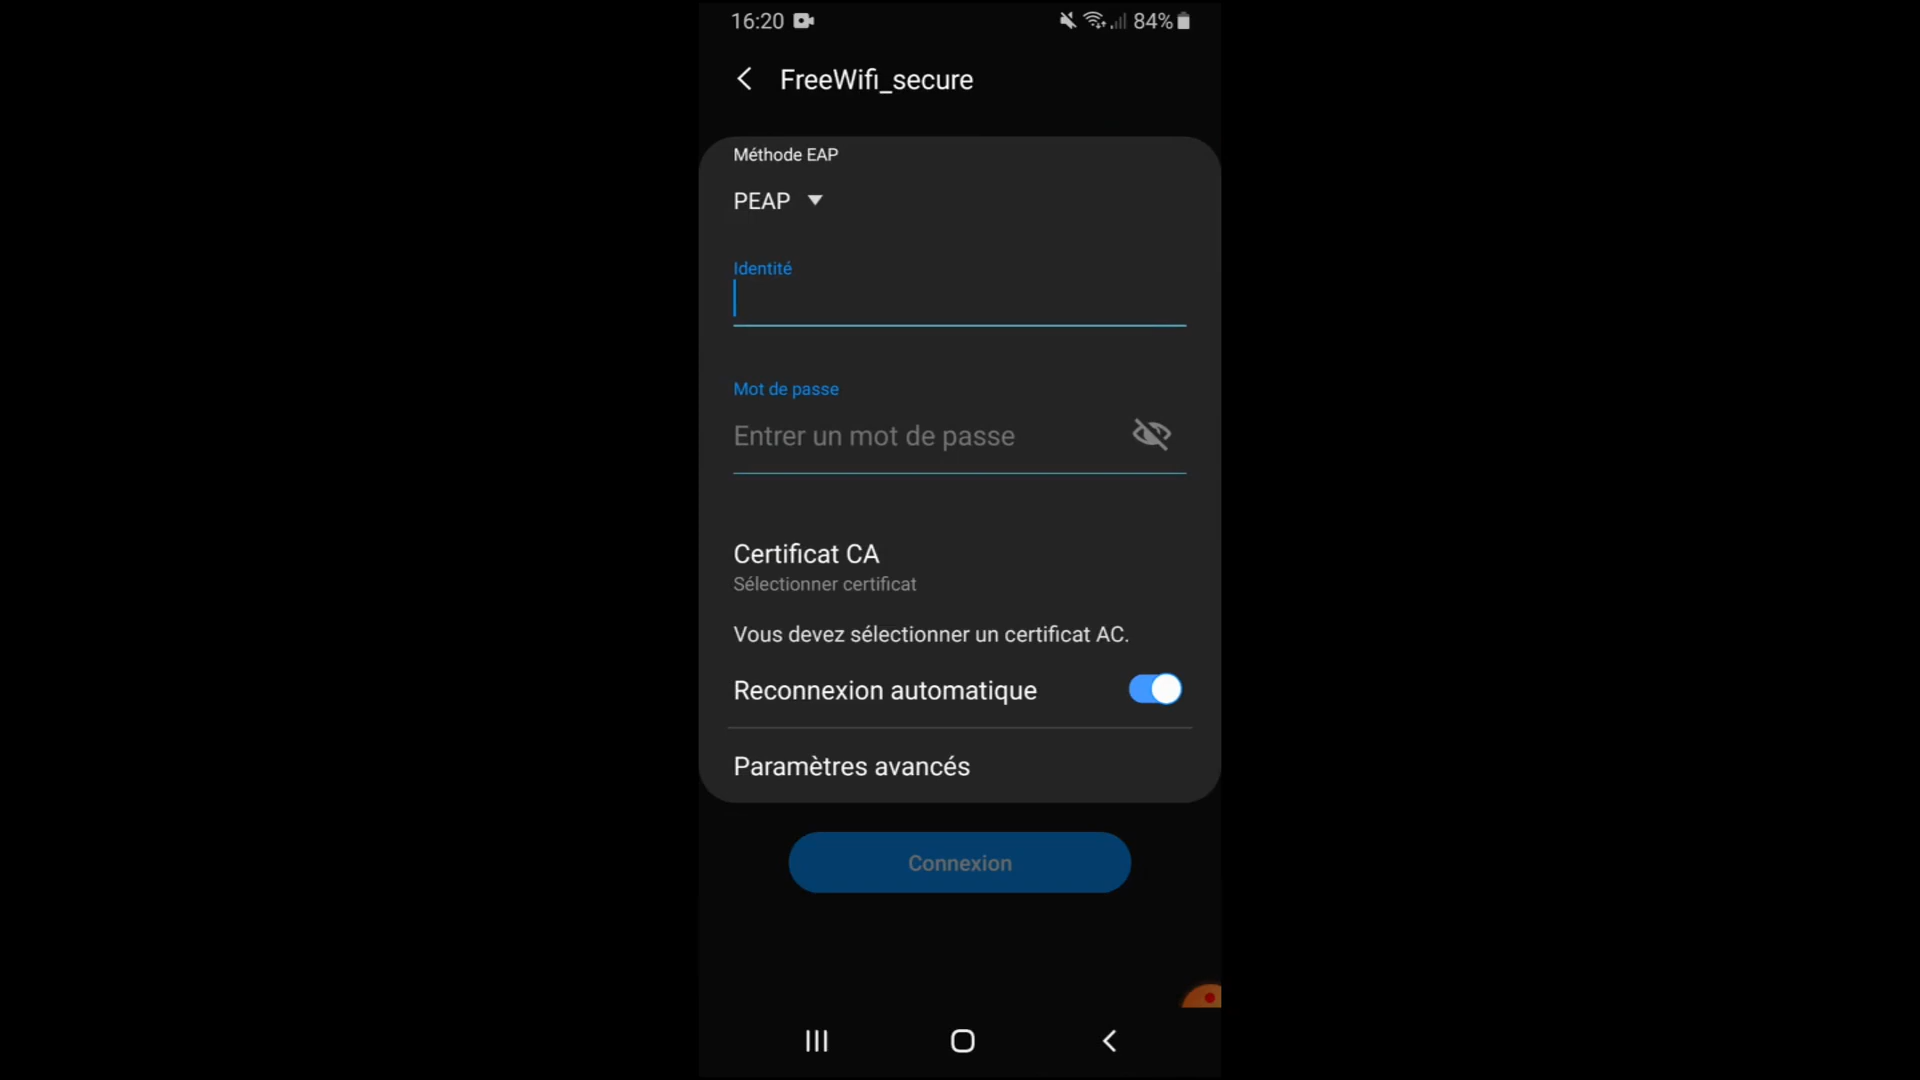 16:20 84%
FreeWifi_secure
Méthode EAP
PEAP
Identité
Mot de passe
Entrer un mot de passe
Certificat CA
Sélectionner certificat
Vous devez sélectionner un certificat AC.
Reconnexion automatique
Paramètres avancés
Connexion